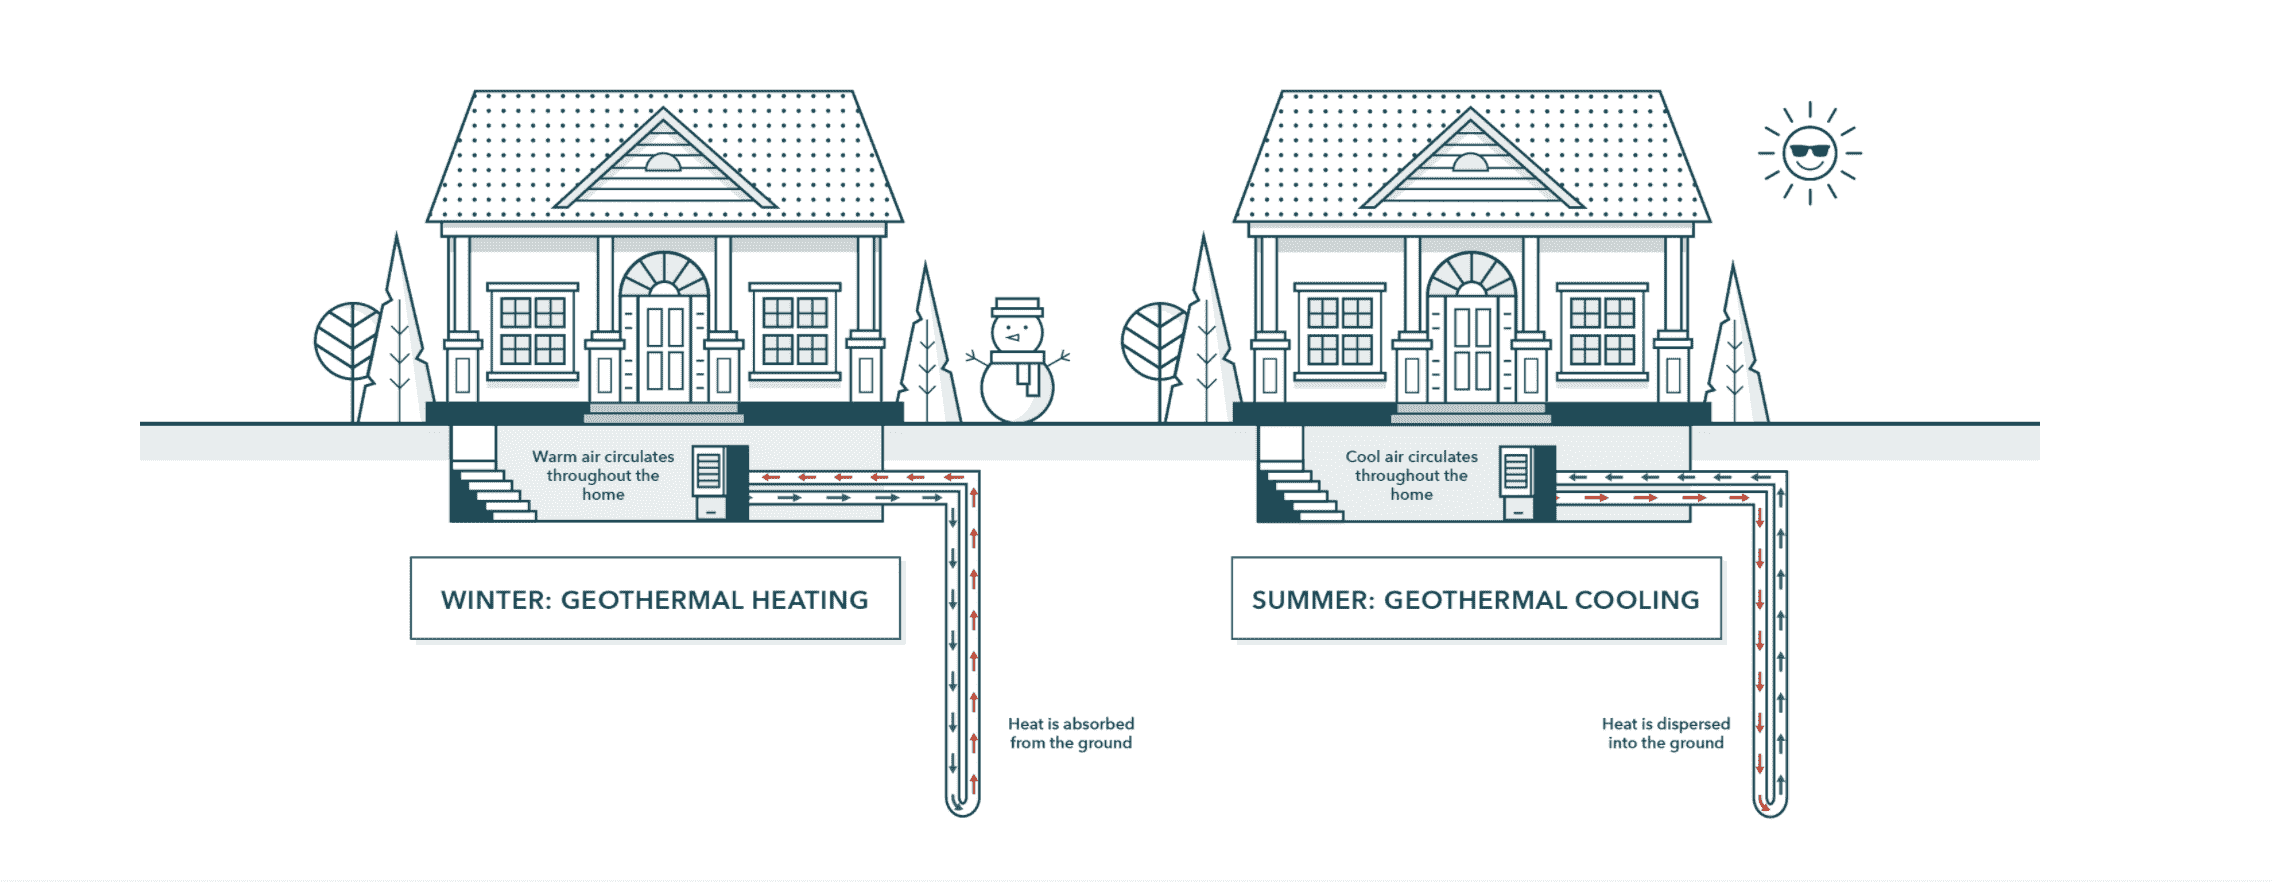 Warm air circulates
throughout the
home
WINTER: GEOTHERMAL HEATING
Heat is absorbed
from the ground
Cool air circulates
throughout the
home
SUMMER: GEOTHERMAL COOLING
Heat is dispersed
into the ground